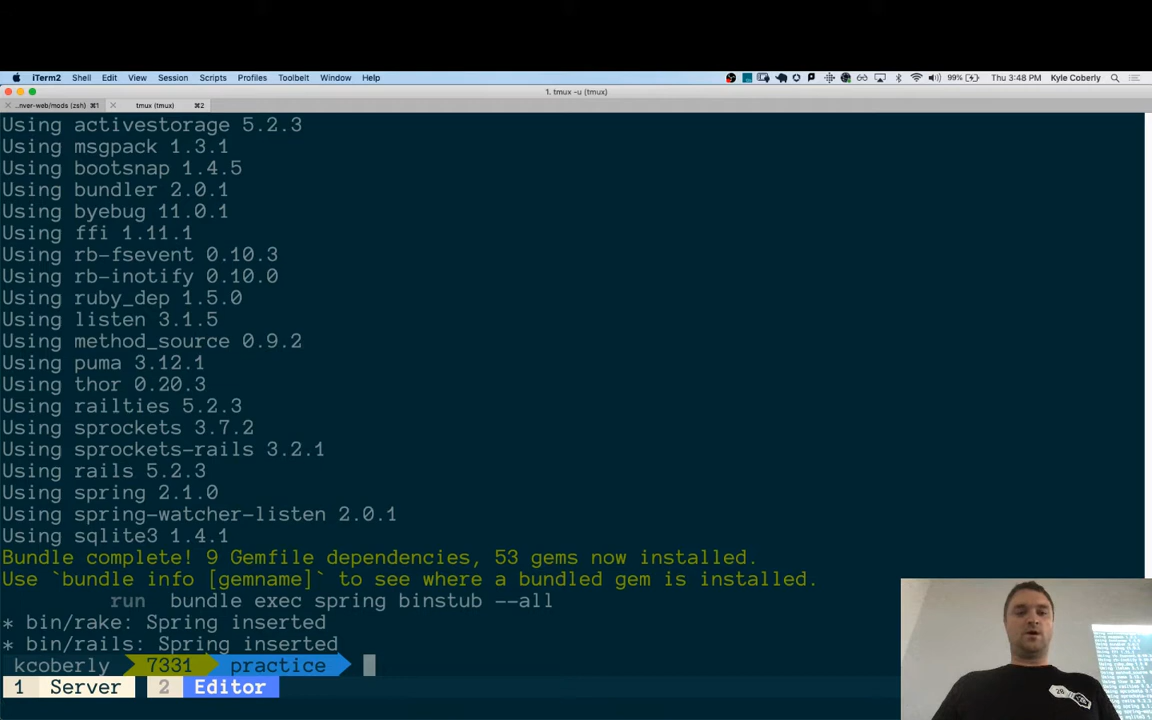 iTerm2 Shell Edit View Session Scripts Profiles Toolbelt Window Help 99% Thu 3:48 PM Kyle Coberly
1. tmux -u (tmux)
..nver-web/mods (zsh) ⌘1 tmux (tmux) ⌘2
Using activestorage 5.2.3
Using msgpack 1.3.1
Using bootsnap 1.4.5
Using bundler 2.0.1
Using byebug 11.0.1
Using ffi 1.11.1
Using rb-fsevent 0.10.3
Using rb-inotify 0.10.0
Using ruby_dep 1.5.0
Using listen 3.1.5
Using method_source 0.9.2
Using puma 3.12.1
Using thor 0.20.3
Using railties 5.2.3
Using sprockets 3.7.2
Using sprockets-rails 3.2.1
Using rails 5.2.3
Using spring 2.1.0
Using spring-watcher-listen 2.0.1
Using sqlite3 1.4.1
Bundle complete! 9 Gemfile dependencies, 53 gems now installed.
Use `bundle info [gemname]` to see where a bundled gem is installed.
run bundle exec spring binstub --all
* bin/rake: Spring inserted
* bin/rails: Spring inserted
kcoberly 7331 practice
1 Server 2 Editor